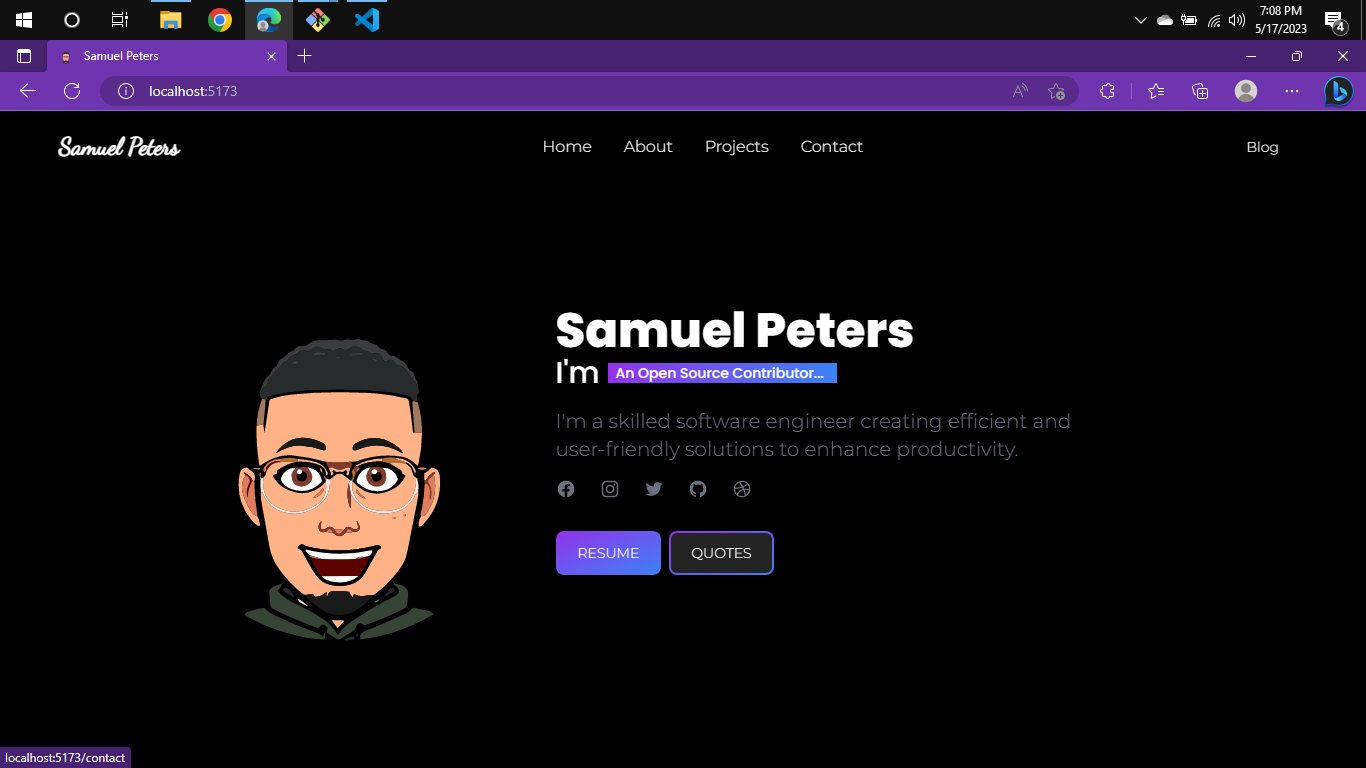 7:08 PM
5/17/2023
4
Samuel Peters
localhost:5173
Samuel Peters
Home About Projects Contact Blog
Samuel Peters
I'm An Open Source Contributor...
I'm a skilled software engineer creating efficient and
user-friendly solutions to enhance productivity.
RESUME QUOTES
localhost:5173/contact